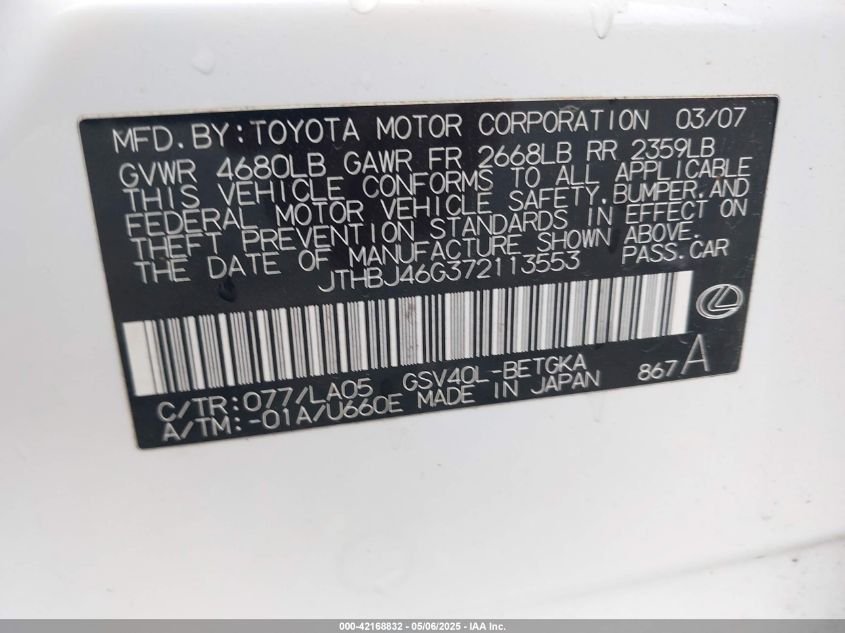 MFD. BY: TOYOTA MOTOR CORPORATION 03/07
GVWR 4680LB GAWR FR 2668LB RR 2359LB
THIS VEHICLE CONFORMS TO ALL APPLICABLE
FEDERAL MOTOR VEHICLE SAFETY, BUMPER, AND
THEFT PREVENTION STANDARDS IN EFFECT ON
THE DATE OF MANUFACTURE SHOWN ABOVE.
JTHBJ46G372113553 PASS. CAR
C/TR: 077/LA05 GSV40L-BETGKA 867 A
A/TM: -01A/U660E MADE IN JAPAN
000-42168832 - 05/06/2025 - IAA Inc.